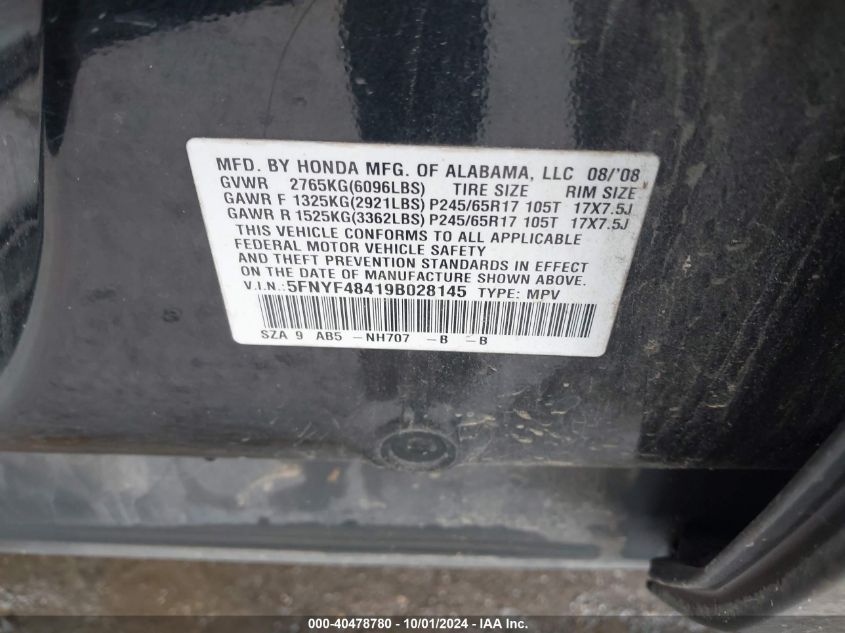 MFD. BY HONDA MFG. OF ALABAMA, LLC 08/'08
GVWR 2765KG(6096LBS) TIRE SIZE RIM SIZE
GAWR F 1325KG(2921LBS) P245/65R17 105T 17X7.5J
GAWR R 1525KG(3362LBS) P245/65R17 105T 17X7.5J
THIS VEHICLE CONFORMS TO ALL APPLICABLE
FEDERAL MOTOR VEHICLE SAFETY
AND THEFT PREVENTION STANDARDS IN EFFECT
ON THE DATE OF MANUFACTURE SHOWN ABOVE.
V.I.N.: 5FNYF48419B028145 TYPE: MPV
SZA 9 AB5 -NH707 -B -B
000-40478780 - 10/01/2024 - IAA Inc.